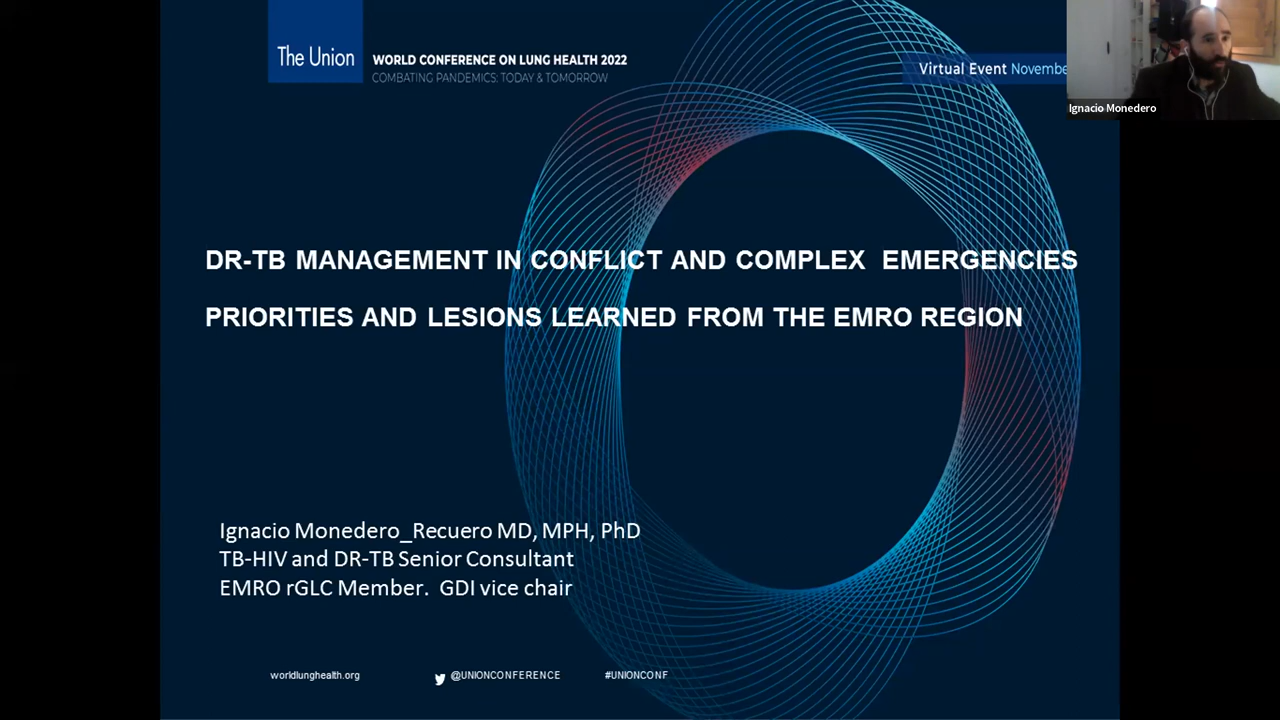 The Union
WORLD CONFERENCE ON LUNG HEALTH 2022
COMBATING PANDEMICS: TODAY & TOMORROW
Virtual Event Novembe
Ignacio Monedero
DR-TB MANAGEMENT IN CONFLICT AND COMPLEX EMERGENCIES
PRIORITIES AND LESIONS LEARNED FROM THE EMRO REGION
Ignacio Monedero_Recuero MD, MPH, PhD
TB-HIV and DR-TB Senior Consultant
EMRO rGLC Member. GDI vice chair
worldlunghealth.org
@UNIONCONFERENCE
#UNIONCONF